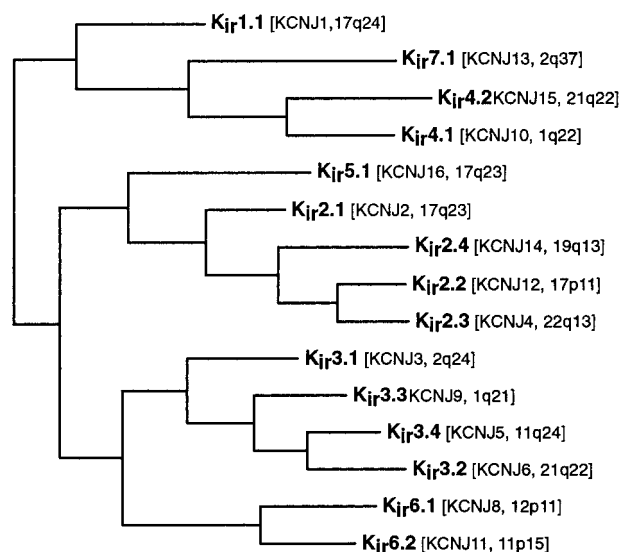 Kir1.1 [KCNJ1,17q24]
Kir7.1 [KCNJ13, 2q37]
Kir4.2KCNJ15, 21q22]
Kir4.1 [KCNJ10, 1q22]
Kir5.1 [KCNJ16, 17q23]
Kir2.1 [KCNJ2, 17q23]
Kir2.4 [KCNJ14, 19q13]
Kir2.2 [KCNJ12, 17p11]
Kir2.3 [KCNJ4, 22q13]
Kir3.1 [KCNJ3, 2q24]
Kir3.3KCNJ9, 1q21]
Kir3.4 [KCNJ5, 11q24]
Kir3.2 [KCNJ6, 21q22]
Kir6.1 [KCNJ8, 12p11]
Kir6.2 [KCNJ11, 11p15]